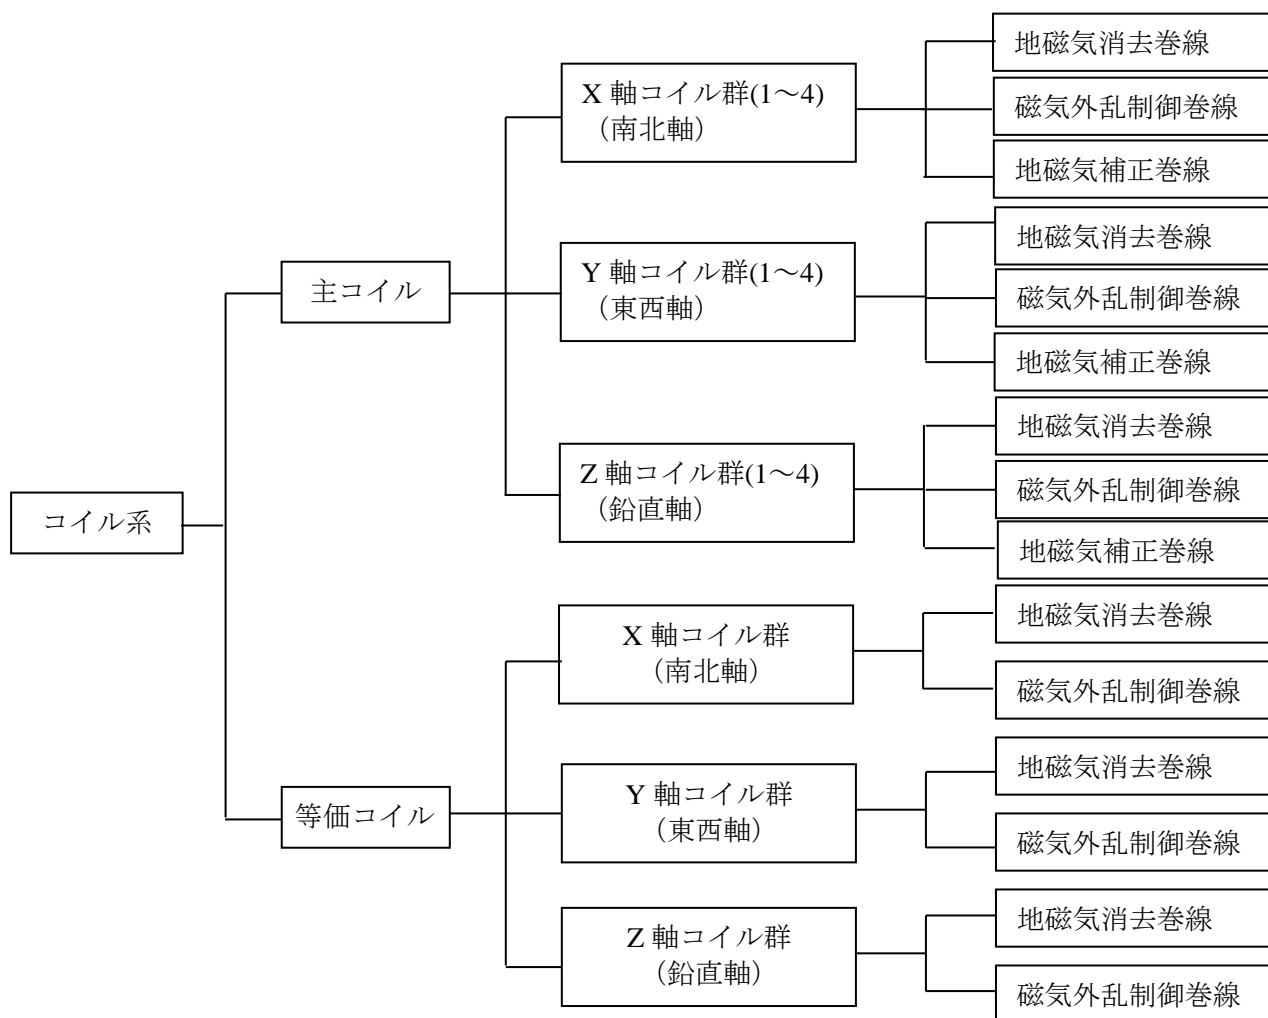 コイル系
主コイル
X 軸コイル群(1～4)
（南北軸）
地磁気消去巻線
磁気外乱制御巻線
地磁気補正巻線
Y 軸コイル群(1～4)
（東西軸）
地磁気消去巻線
磁気外乱制御巻線
地磁気補正巻線
Z 軸コイル群(1～4)
（鉛直軸）
地磁気消去巻線
磁気外乱制御巻線
地磁気補正巻線
等価コイル
X 軸コイル群
（南北軸）
地磁気消去巻線
磁気外乱制御巻線
Y 軸コイル群
（東西軸）
地磁気消去巻線
磁気外乱制御巻線
Z 軸コイル群
（鉛直軸）
地磁気消去巻線
磁気外乱制御巻線